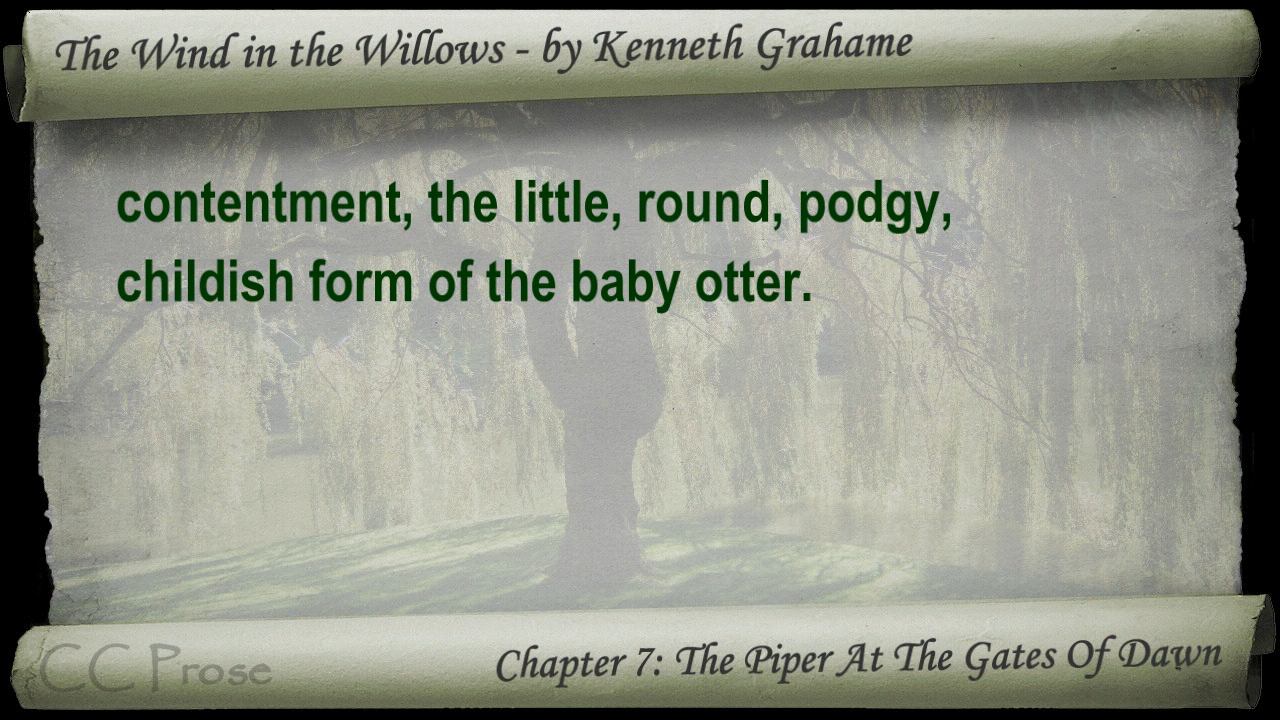 The Wind in the Willows - by Kenneth Grahame
contentment, the little, round, podgy,
childish form of the baby otter.
CC Prose
Chapter 7: The Piper At The Gates Of Dawn